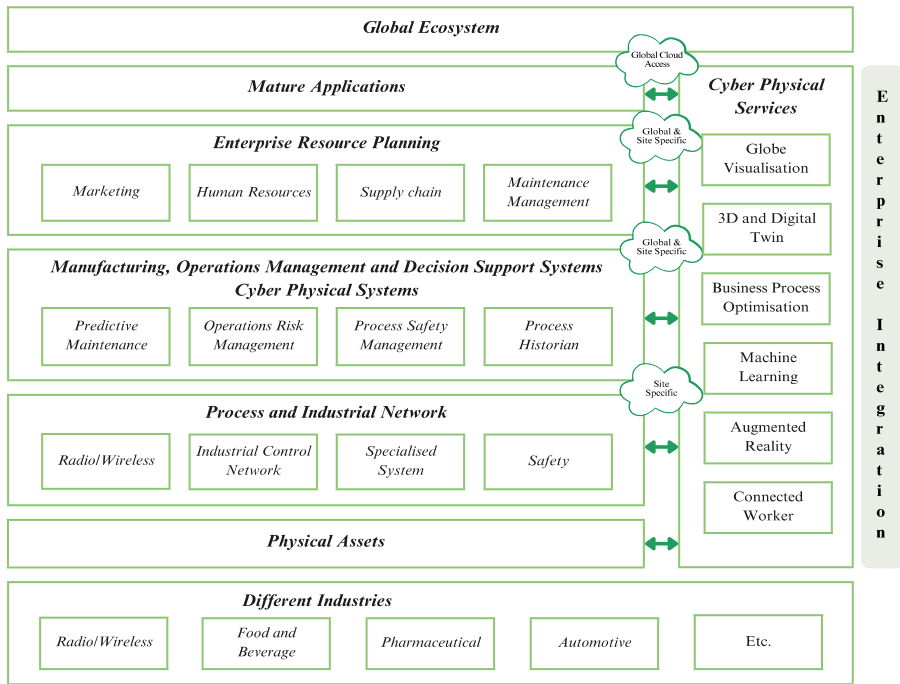 Global Ecosystem
Global Cloud
Access
Mature Applications
Cyber Physical
Services
Enterprise Resource Planning
Global &
Site Specific
Marketing
Human Resources
Supply chain
Maintenance
Management
Globe
Visualisation
3D and Digital
Twin
Manufacturing, Operations Management and Decision Support Systems
Cyber Physical Systems
Global &
Site Specific
Predictive
Maintenance
Operations Risk
Management
Process Safety
Management
Process
Historian
Business Process
Optimisation
Machine
Learning
Process and Industrial Network
Site
Specific
Radio/Wireless
Industrial Control
Network
Specialised
System
Safety
Augmented
Reality
Connected
Worker
Physical Assets
Enterprise Integration
Different Industries
Radio/Wireless
Food and
Beverage
Pharmaceutical
Automotive
Etc.